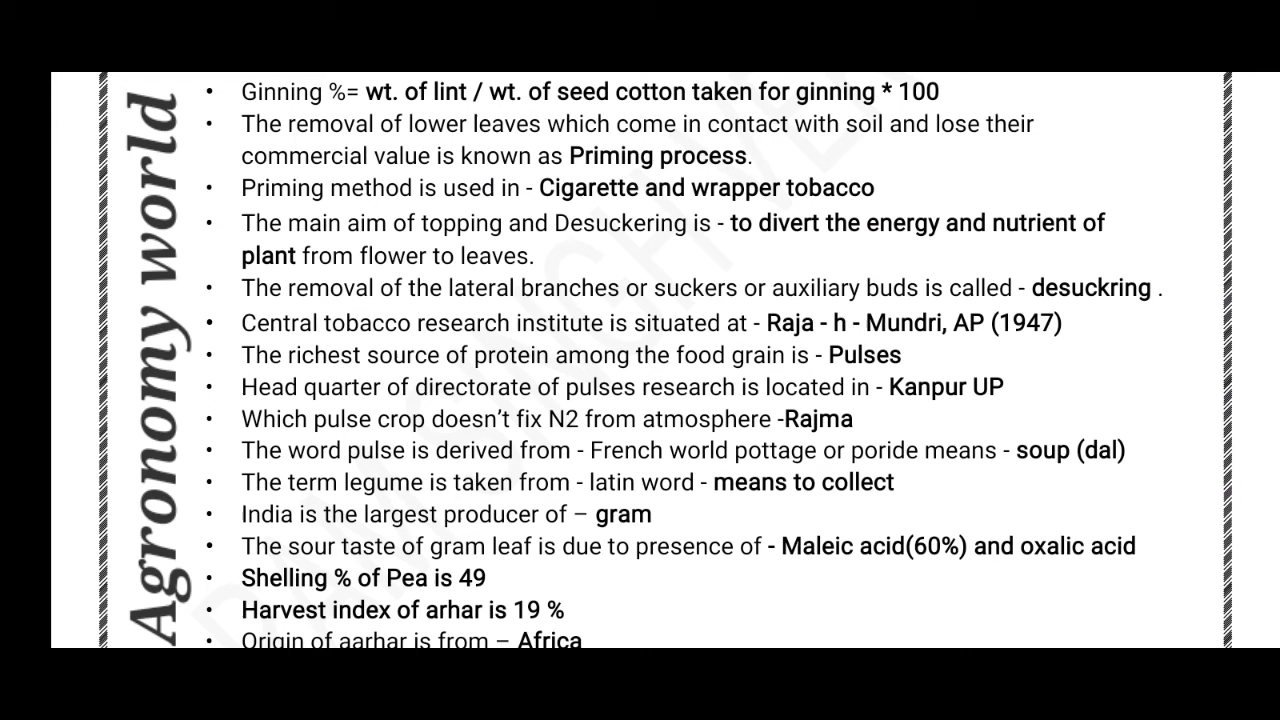 Agronomy world
• Ginning %= wt. of lint / wt. of seed cotton taken for ginning * 100
• The removal of lower leaves which come in contact with soil and lose their
commercial value is known as Priming process.
• Priming method is used in - Cigarette and wrapper tobacco
• The main aim of topping and Desuckering is - to divert the energy and nutrient of
plant from flower to leaves.
• The removal of the lateral branches or suckers or auxiliary buds is called - desuckring .
• Central tobacco research institute is situated at - Raja - h - Mundri, AP (1947)
• The richest source of protein among the food grain is - Pulses
• Head quarter of directorate of pulses research is located in - Kanpur UP
• Which pulse crop doesn't fix N2 from atmosphere -Rajma
• The word pulse is derived from - French world pottage or poride means - soup (dal)
• The term legume is taken from - latin word - means to collect
• India is the largest producer of – gram
• The sour taste of gram leaf is due to presence of - Maleic acid(60%) and oxalic acid
• Shelling % of Pea is 49
• Harvest index of arhar is 19 %
• Origin of aarhar is from – Africa